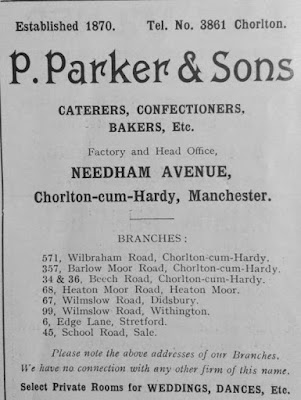 Established 1870. Tel. No. 3861 Chorlton.
P. Parker & Sons
CATERERS, CONFECTIONERS,
BAKERS, Etc.
Factory and Head Office,
NEEDHAM AVENUE,
Chorlton-cum-Hardy, Manchester.
BRANCHES:
571, Wilbraham Road, Chorlton-cum-Hardy.
357, Barlow Moor Road, Chorlton-cum-Hardy.
34 & 36, Beech Road, Chorlton-cum-Hardy.
68, Heaton Moor Road, Heaton Moor.
67, Wilmslow Road, Didsbury.
99, Wilmslow Road, Withington.
6, Edge Lane, Stretford.
45, School Road, Sale.
Please note the above addresses of our Branches.
We have no connection with any other firm of this name.
Select Private Rooms for WEDDINGS, DANCES, Etc.